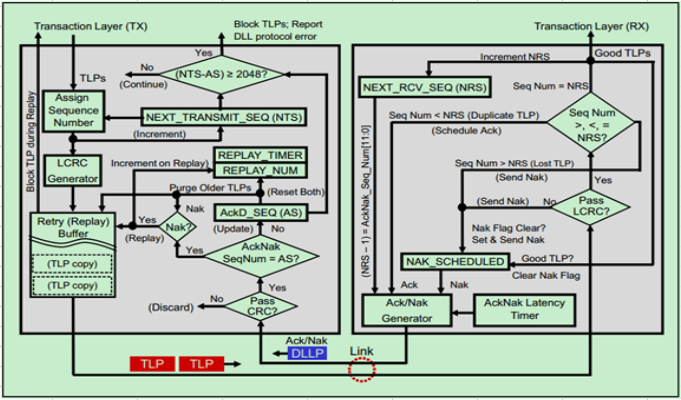 Transaction Layer (TX)
Block TLPs; Report
DLL protocol error
Transaction Layer (RX)
Yes
No
(Continue)
(NTS-AS) ≥ 2048?
TLPs
Assign
Sequence
Number
NEXT_TRANSMIT_SEQ (NTS)
(Increment)
Block TLP during Replay
LCRC
Generator
Increment on Replay)
REPLAY_TIMER
REPLAY_NUM
Purge Older TLPs
(Reset Both)
Nak
Retry (Replay)
Buffer
Yes
(Replay)
Nak?
AckD_SEQ (AS)
(Update)
No
Yes
AckNak
SeqNum = AS?
(TLP copy)
(TLP copy)
Yes
No
(Discard)
Pass
CRC?
Ack/Nak
DLLP
TLP
TLP
Link
Increment NRS
Good TLPs
NEXT_RCV_SEQ (NRS)
Seq Num = NRS
Seq Num < NRS (Duplicate TLP)
(Schedule Ack)
Seq Num
>, <, =
NRS?
(NRS – 1) = AckNak_Seq_Num[11:0]
Seq Num > NRS (Lost TLP)
(Send Nak)
Yes
(Send Nak)
No
Pass
LCRC?
Nak Flag Clear?
Set & Send Nak
NAK_SCHEDULED
Good TLP?
Clear Nak Flag
Ack
Nak
Ack/Nak
Generator
AckNak Latency
Timer